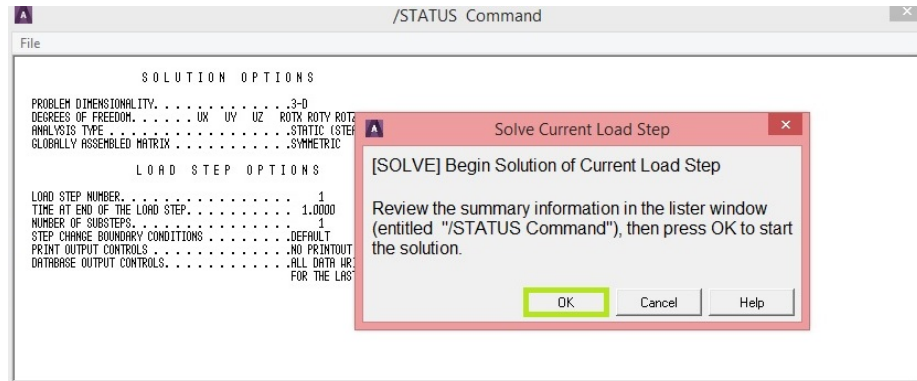 /STATUS Command
File
SOLUTION OPTIONS
PROBLEM DIMENSIONALITY. . . . . . . . . . . . .3-D
DEGREES OF FREEDOM. . . . . . UX UY UZ ROTX ROTY ROTZ
ANALYSIS TYPE . . . . . . . . . . . . . . . . .STATIC (STE
GLOBALLY ASSEMBLED MATRIX . . . . . . . . . . .SYMMETRIC
LOAD STEP OPTIONS
LOAD STEP NUMBER. . . . . . . . . . . . . . . . 1
TIME AT END OF THE LOAD STEP. . . . . . . . . . 1.0000
NUMBER OF SUBSTEPS. . . . . . . . . . . . . . . 1
STEP CHANGE BOUNDARY CONDITIONS . . . . . . . .DEFAULT
PRINT OUTPUT CONTROLS . . . . . . . . . . . . .NO PRINTOUT
DATABASE OUTPUT CONTROLS. . . . . . . . . . . .ALL DATA WRI
FOR THE LAST
Solve Current Load Step
[SOLVE] Begin Solution of Current Load Step
Review the summary information in the lister window
(entitled "/STATUS Command"), then press OK to start
the solution.
OK Cancel Help